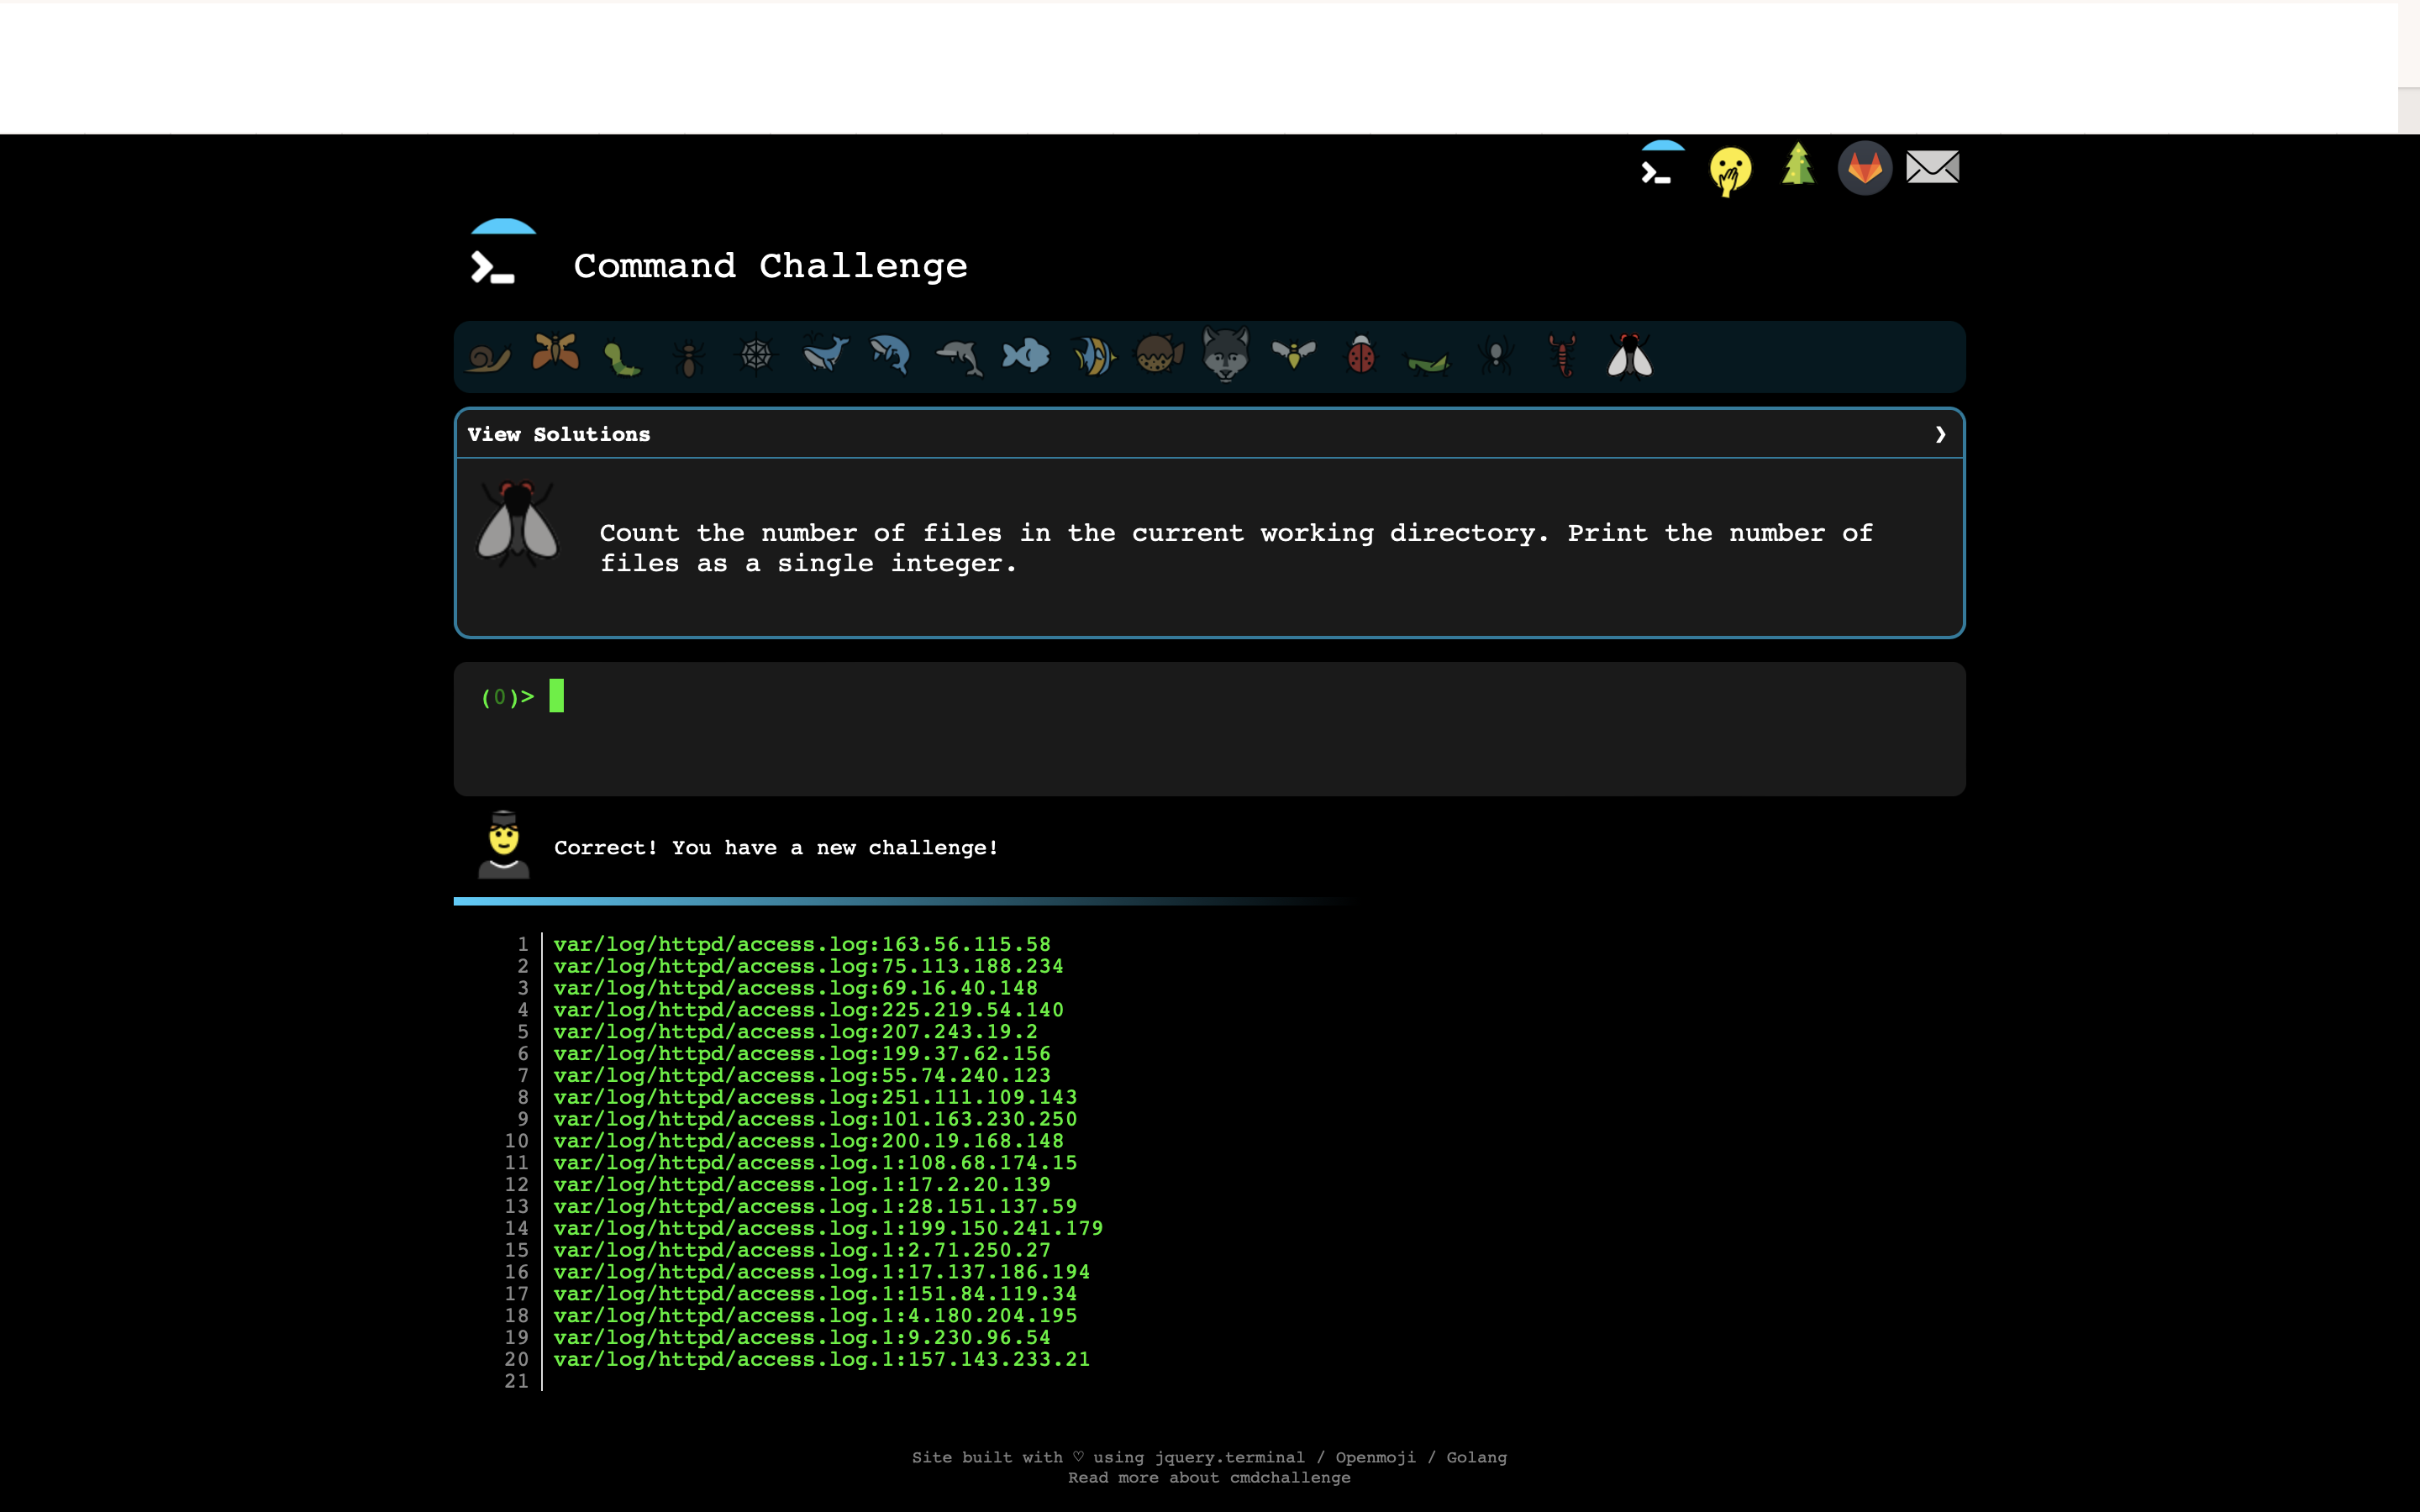 Command Challenge
View Solutions
Count the number of files in the current working directory. Print the number of
files as a single integer.
(0)>
Correct! You have a new challenge!
1 var/log/httpd/access.log:163.56.115.58
2 var/log/httpd/access.log:75.113.188.234
3 var/log/httpd/access.log:69.16.40.148
4 var/log/httpd/access.log:225.219.54.140
5 var/log/httpd/access.log:207.243.19.2
6 var/log/httpd/access.log:199.37.62.156
7 var/log/httpd/access.log:55.74.240.123
8 var/log/httpd/access.log:251.111.109.143
9 var/log/httpd/access.log:101.163.230.250
10 var/log/httpd/access.log:200.19.168.148
11 var/log/httpd/access.log.1:108.68.174.15
12 var/log/httpd/access.log.1:17.2.20.139
13 var/log/httpd/access.log.1:28.151.137.59
14 var/log/httpd/access.log.1:199.150.241.179
15 var/log/httpd/access.log.1:2.71.250.27
16 var/log/httpd/access.log.1:17.137.186.194
17 var/log/httpd/access.log.1:151.84.119.34
18 var/log/httpd/access.log.1:4.180.204.195
19 var/log/httpd/access.log.1:9.230.96.54
20 var/log/httpd/access.log.1:157.143.233.21
21
Site built with ♡ using jquery.terminal / Openmoji / Golang
Read more about cmdchallenge